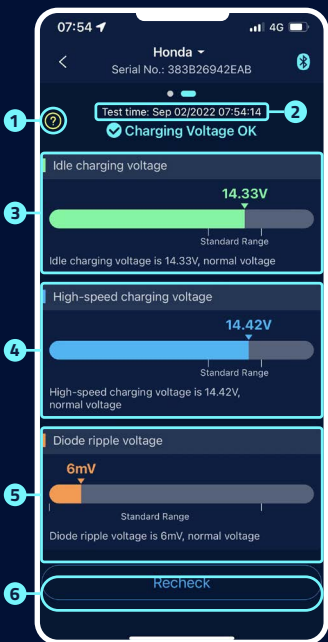 07:54 4G
Honda
Serial No.: 383B26942EAB
1
Test time: Sep 02/2022 07:54:14
2
Charging Voltage OK
Idle charging voltage
14.33V
3
Standard Range
Idle charging voltage is 14.33V, normal voltage
High-speed charging voltage
14.42V
4
Standard Range
High-speed charging voltage is 14.42V,
normal voltage
Diode ripple voltage
6mV
5
Standard Range
Diode ripple voltage is 6mV, normal voltage
6
Recheck